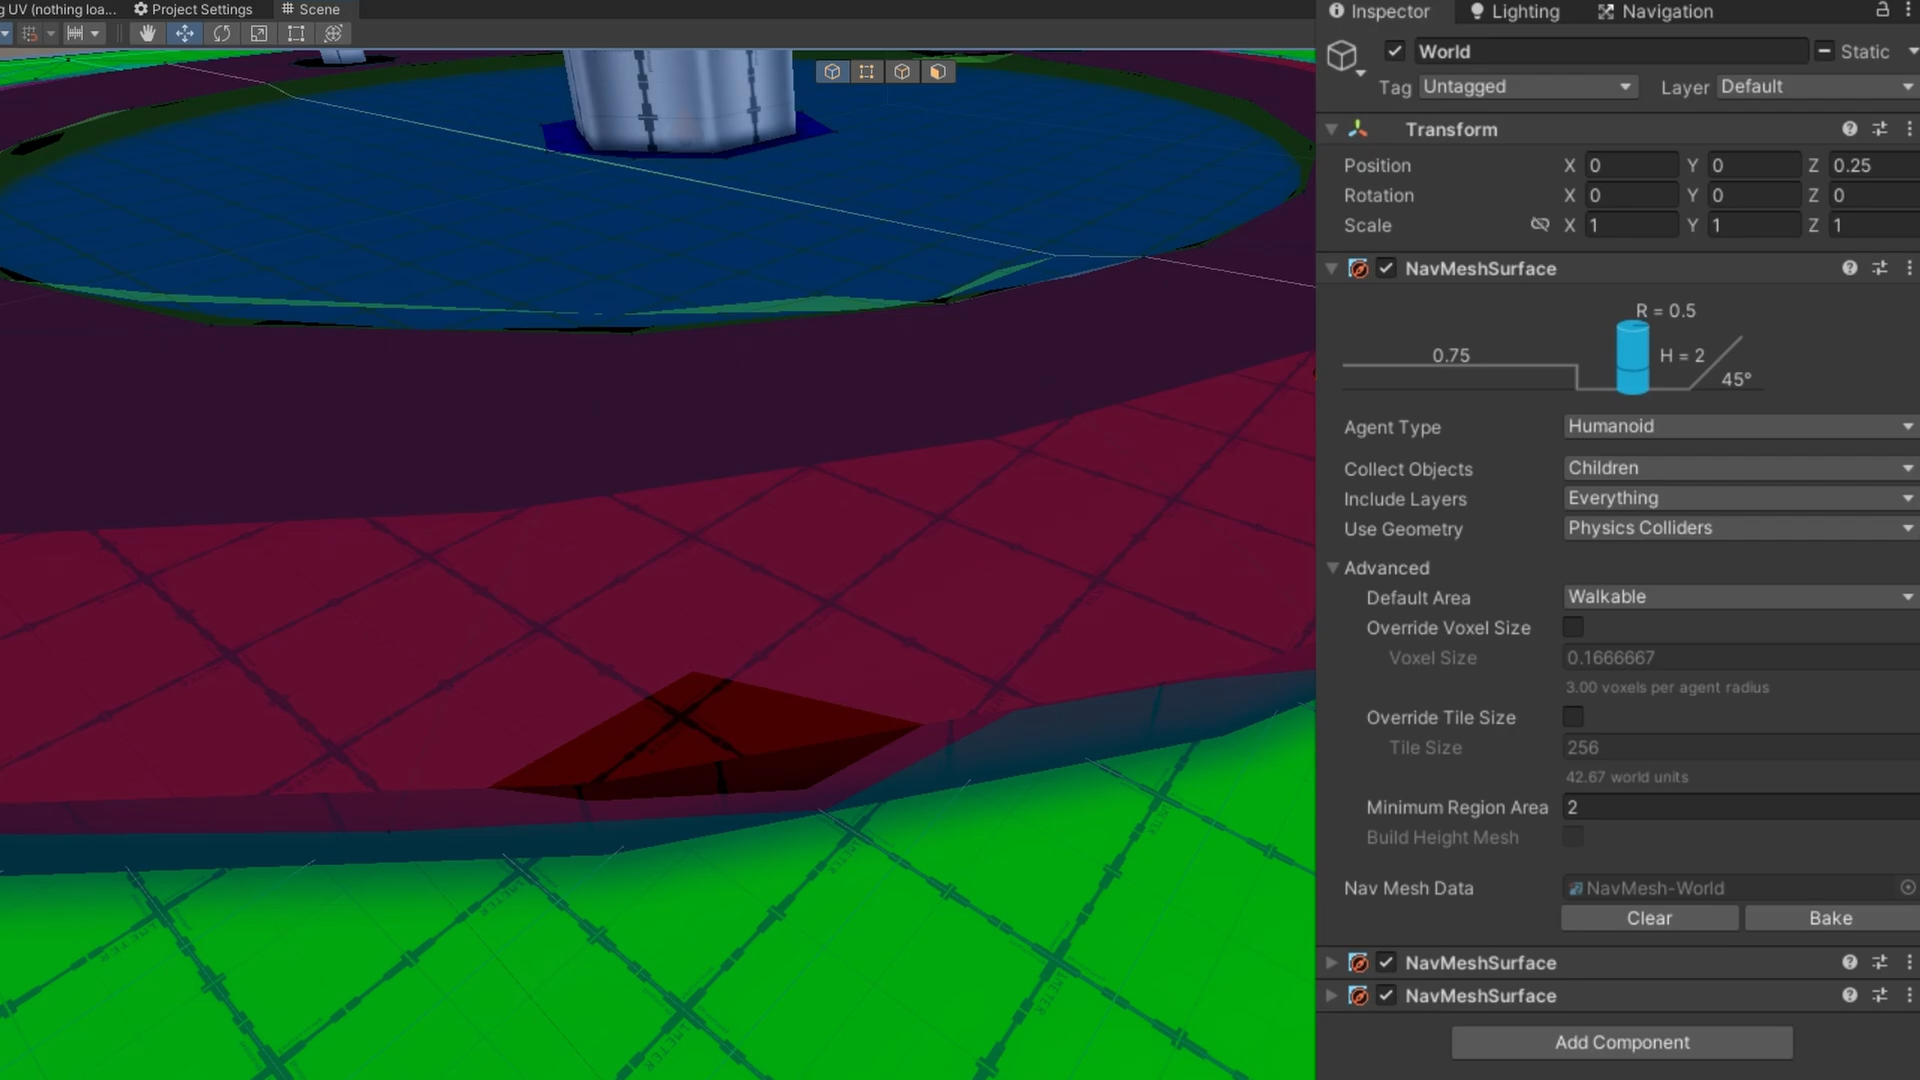 g UV (nothing loa... Project Settings Scene
Inspector Lighting Navigation
World Static
Tag Untagged Layer Default
Transform
Position X 0 Y 0 Z 0.25
Rotation X 0 Y 0 Z 0
Scale X 1 Y 1 Z 1
NavMeshSurface
R = 0.5
0.75 H = 2
45°
Agent Type Humanoid
Collect Objects Children
Include Layers Everything
Use Geometry Physics Colliders
Advanced
Default Area Walkable
Override Voxel Size
Voxel Size 0.1666667
3.00 voxels per agent radius
Override Tile Size
Tile Size 256
42.67 world units
Minimum Region Area 2
Build Height Mesh
Nav Mesh Data NavMesh-World
Clear Bake
NavMeshSurface
NavMeshSurface
Add Component